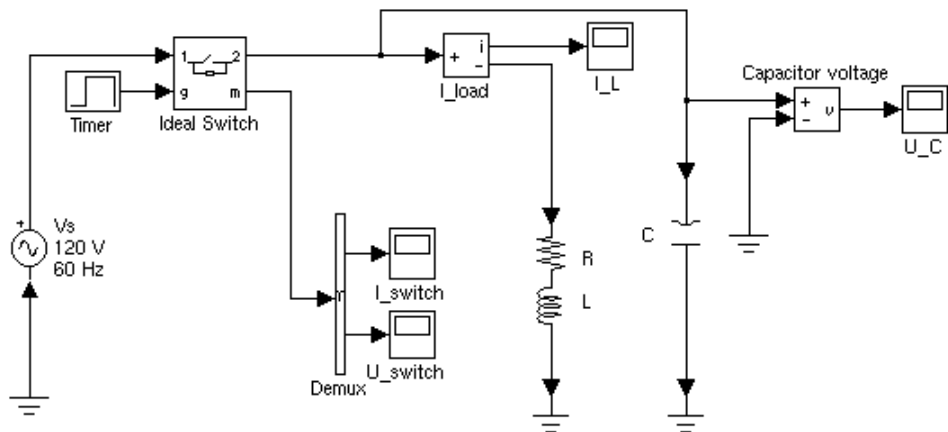 1
2
g
m
Timer
Ideal Switch
+
i
−
I_load
I_L
Capacitor voltage
+
−
v
U_C
+
Vs
120 V
60 Hz
I_switch
U_switch
Demux
R
L
C